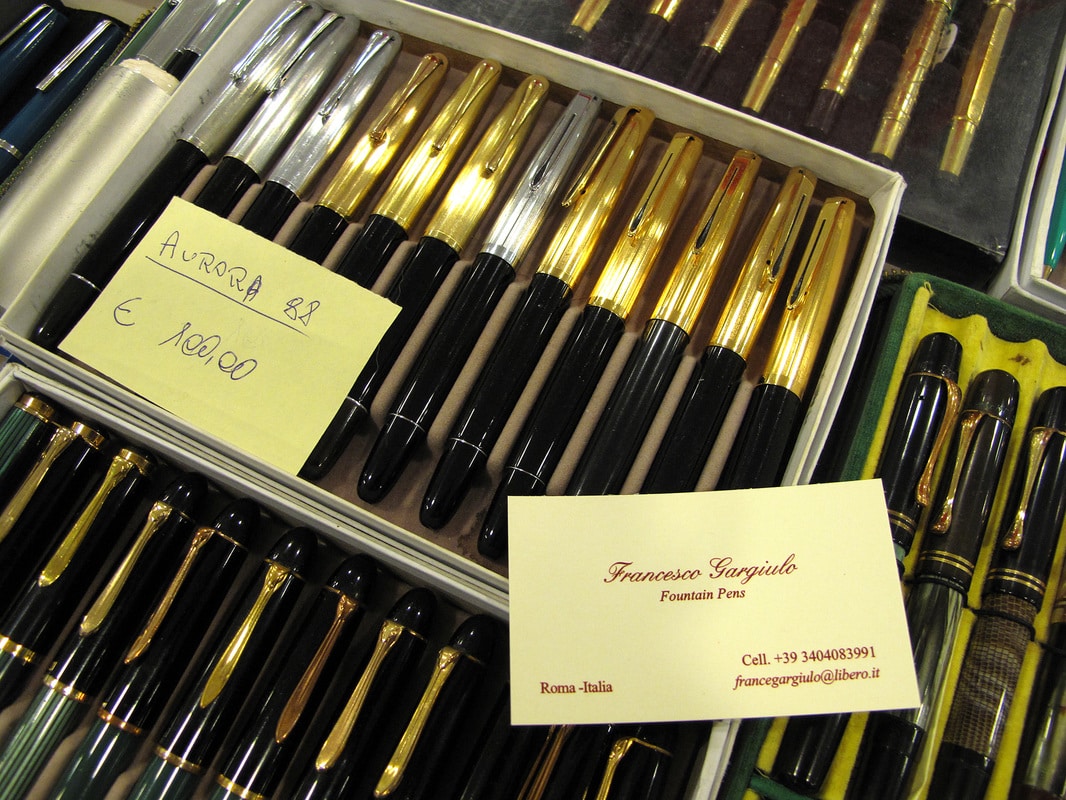 AURORA 88
€ 100,00
Francesco Gargiulo
Fountain Pens
Cell. +39 3404083991
Roma -Italia
francegargiulo@libero.it